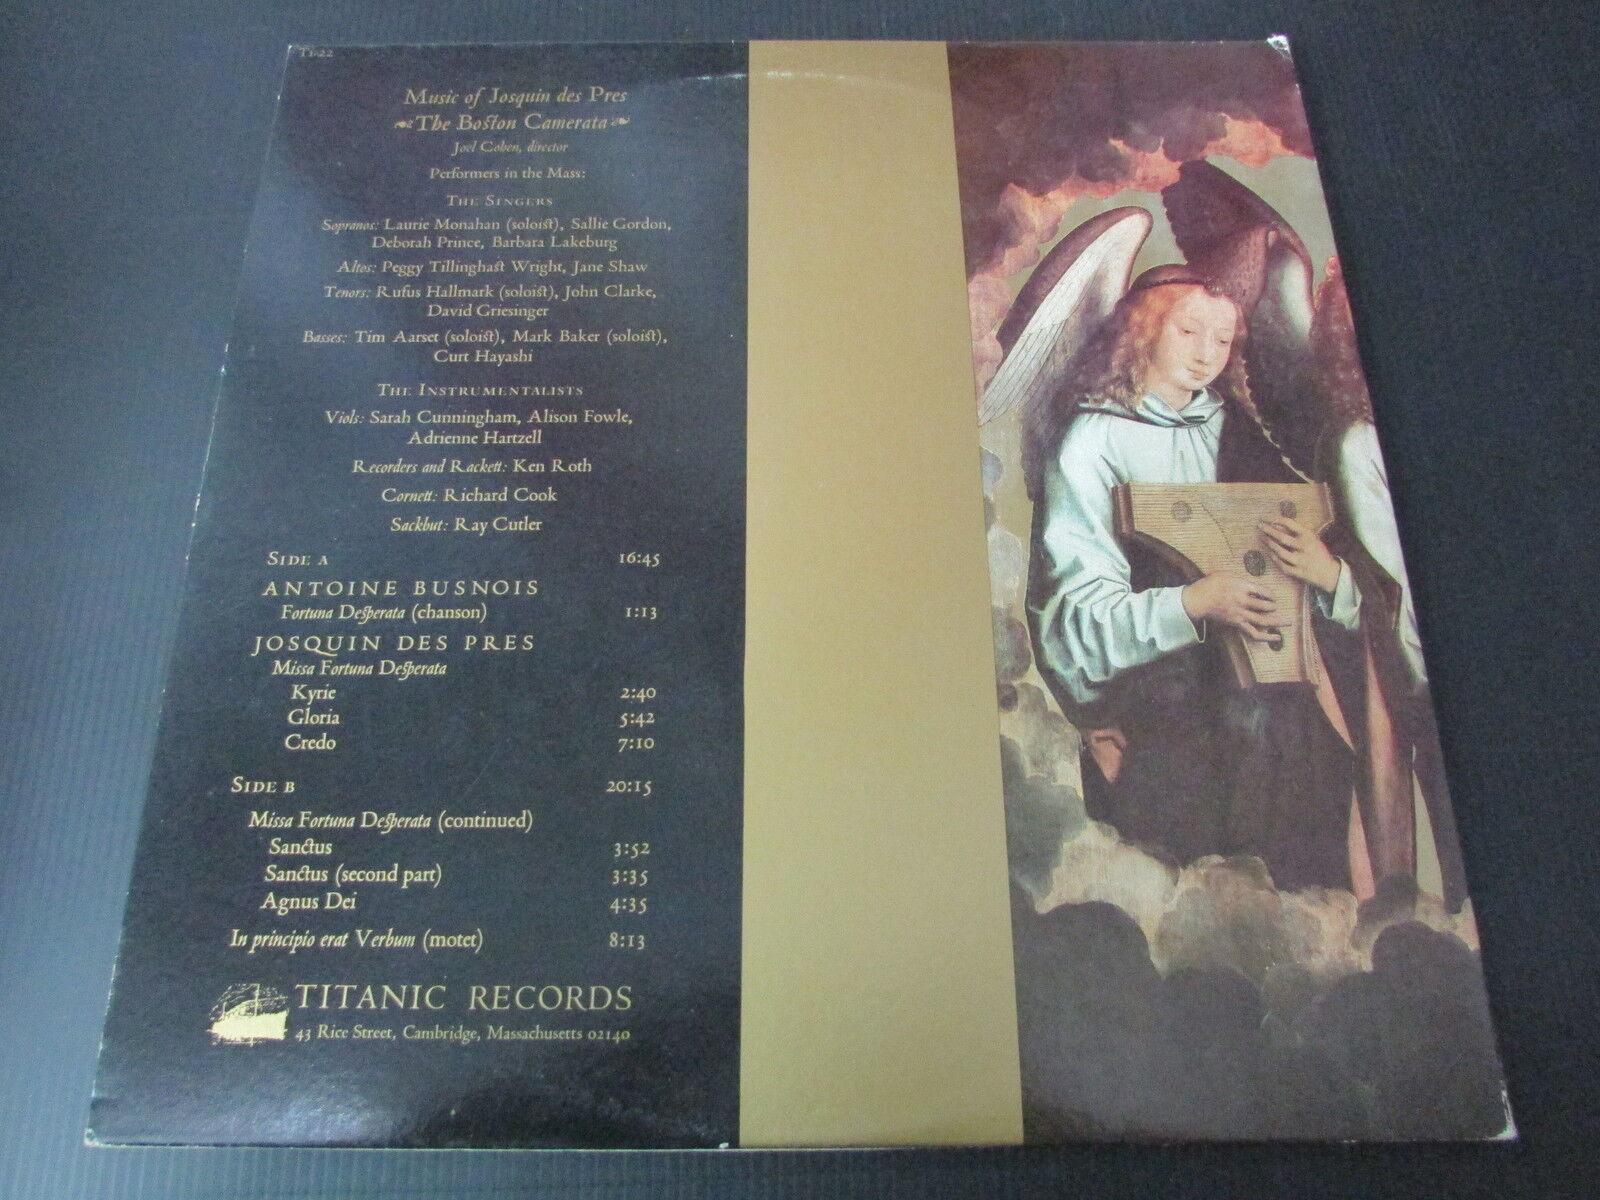 TI-22
Music of Josquin des Pres
The Boston Camerata
Joel Cohen, director
Performers in the Mass:
THE SINGERS
Sopranos: Laurie Monahan (soloist), Sallie Gordon,
Deborah Prince, Barbara Lakeburg
Altos: Peggy Tillinghast Wright, Jane Shaw
Tenors: Rufus Hallmark (soloist), John Clarke,
David Griesinger
Basses: Tim Aarset (soloist), Mark Baker (soloist),
Curt Hayashi
THE INSTRUMENTALISTS
Viols: Sarah Cunningham, Alison Fowle,
Adrienne Hartzell
Recorders and Rackett: Ken Roth
Cornett: Richard Cook
Sackbut: Ray Cutler
SIDE A 16:45
ANTOINE BUSNOIS
Fortuna Desperata (chanson) 1:13
JOSQUIN DES PRES
Missa Fortuna Desperata
Kyrie 2:40
Gloria 5:42
Credo 7:10
SIDE B 20:15
Missa Fortuna Desperata (continued)
Sanctus 3:52
Sanctus (second part) 3:35
Agnus Dei 4:35
In principio erat Verbum (motet) 8:13
TITANIC RECORDS
43 Rice Street, Cambridge, Massachusetts 02140